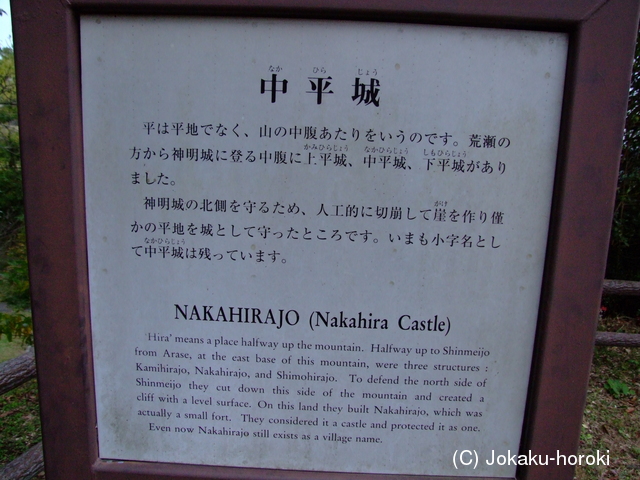 なか ひら じょう
中平城
平は平地でなく、山の中腹あたりをいうのです。荒瀬の
かみひらじょう なかひらじょう しもひらじょう
方から神明城に登る中腹に上平城、中平城、下平城があり
ました。
がけ
神明城の北側を守るため、人工的に切崩して崖を作り僅
かの平地を城として守ったところです。いまも小字名とし
なかひらじょう
て中平城は残っています。
NAKAHIRAJO (Nakahira Castle)
'Hira' means a place halfway up the mountain. Halfway up to Shinmeijo
from Arase, at the east base of this mountain, were three structures :
Kamihirajo, Nakahirajo, and Shimohirajo. To defend the north side of
Shinmeijo they cut down this side of the mountain and created a
cliff with a level surface. On this land they built Nakahirajo, which was
actually a small fort. They considered it a castle and protected it as one.
Even now Nakahirajo still exists as a village name.
(C) Jokaku-horoki